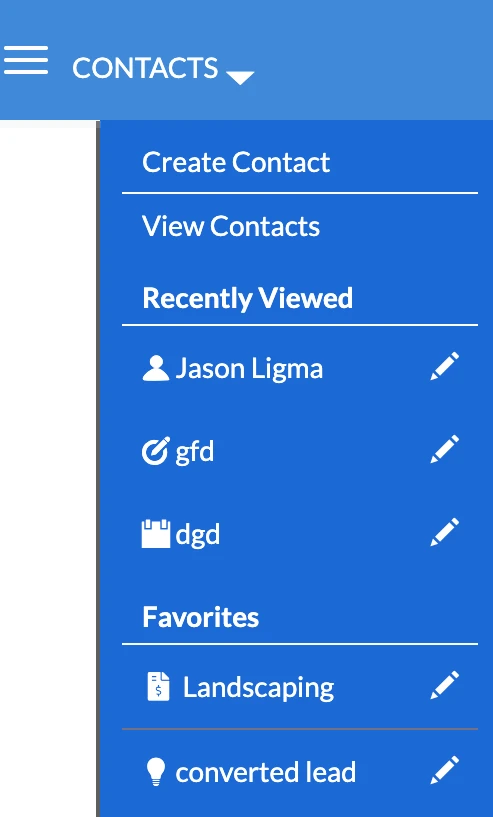 CONTACTS
Create Contact
View Contacts
Recently Viewed
Jason Ligma
gfd
dgd
Favorites
$ Landscaping
converted lead